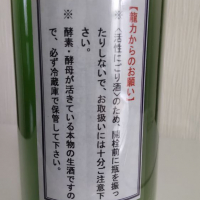 【龍力からのお願い】
※活性にごり酒のため、開栓前に瓶を振っ
たりしないで、お取扱いには十分ご注意下
さい。
※酵素・酵母が活きている本物の生酒ですの
で、必ず冷蔵庫で保管して下さい。